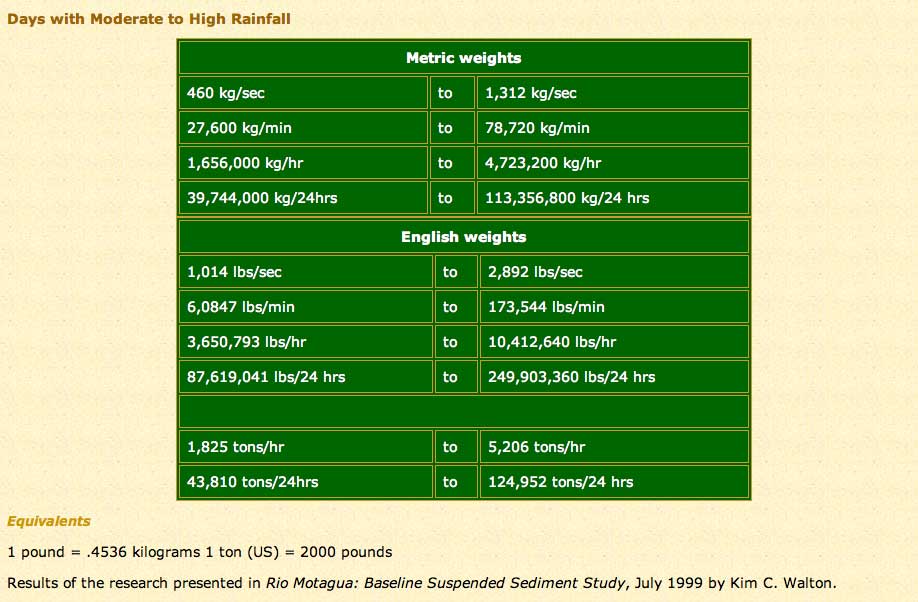 Days with Moderate to High Rainfall
Metric weights
460 kg/sec to 1,312 kg/sec
27,600 kg/min to 78,720 kg/min
1,656,000 kg/hr to 4,723,200 kg/hr
39,744,000 kg/24hrs to 113,356,800 kg/24 hrs
English weights
1,014 lbs/sec to 2,892 lbs/sec
6,0847 lbs/min to 173,544 lbs/min
3,650,793 lbs/hr to 10,412,640 lbs/hr
87,619,041 lbs/24 hrs to 249,903,360 lbs/24 hrs
1,825 tons/hr to 5,206 tons/hr
43,810 tons/24hrs to 124,952 tons/24 hrs
Equivalents
1 pound = .4536 kilograms 1 ton (US) = 2000 pounds
Results of the research presented in Rio Motagua: Baseline Suspended Sediment Study, July 1999 by Kim C. Walton.